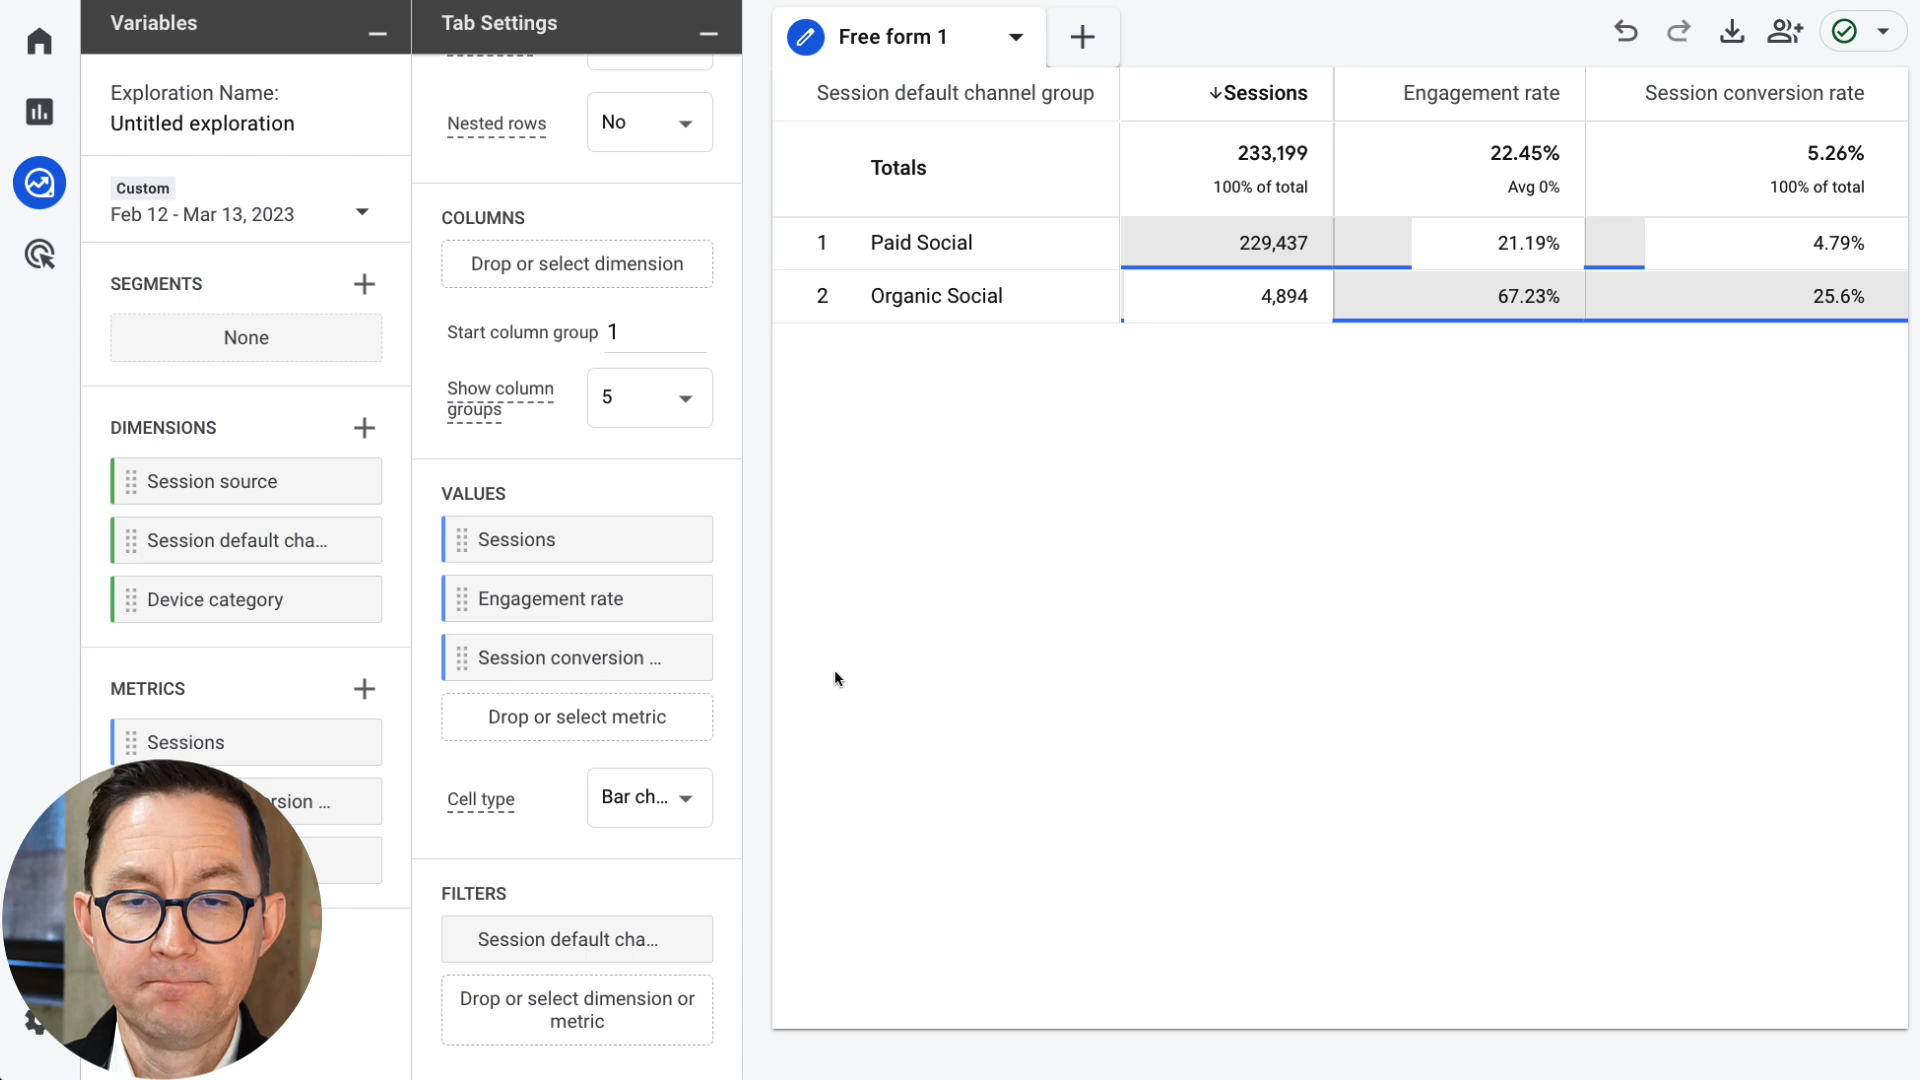 Variables
Exploration Name:
Untitled exploration
Custom
Feb 12 - Mar 13, 2023
SEGMENTS
None
DIMENSIONS
Session source
Session default cha...
Device category
METRICS
Sessions
rsion ...
Tab Settings
Nested rows No
COLUMNS
Drop or select dimension
Start column group 1
Show column groups 5
VALUES
Sessions
Engagement rate
Session conversion ...
Drop or select metric
Cell type Bar ch...
FILTERS
Session default cha...
Drop or select dimension or
metric
Free form 1
Session default channel group ↓Sessions Engagement rate Session conversion rate
Totals 233,199 22.45% 5.26%
100% of total Avg 0% 100% of total
1 Paid Social 229,437 21.19% 4.79%
2 Organic Social 4,894 67.23% 25.6%